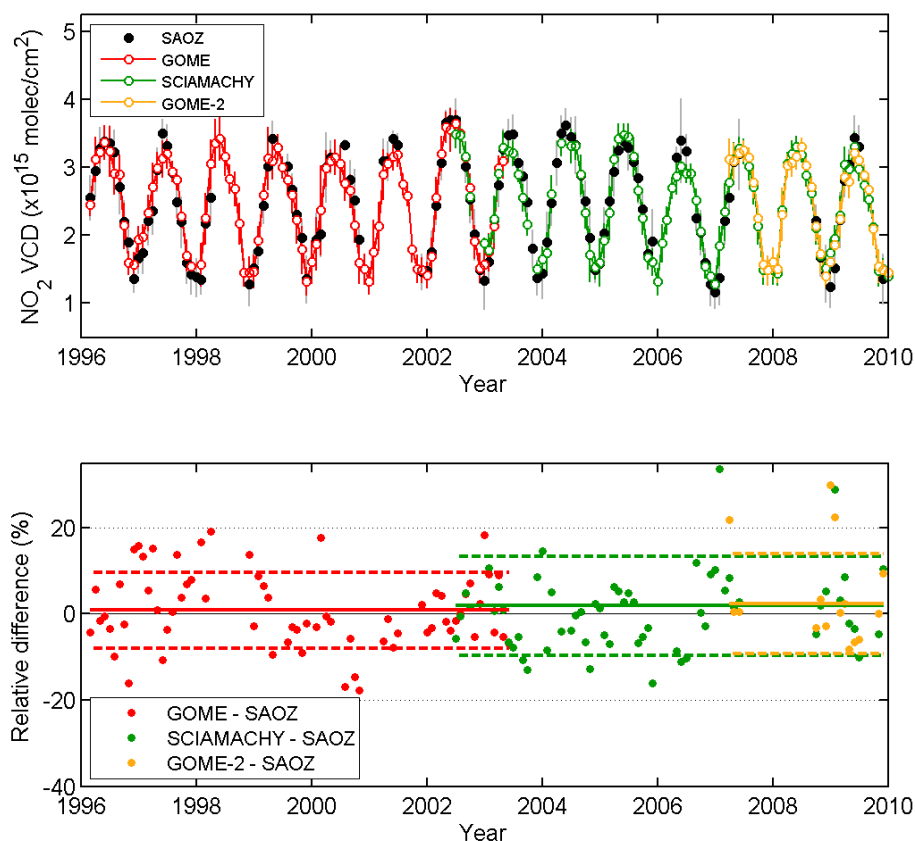 5
4
3
2
1
NO2 VCD (x10^15 molec/cm^2)
SAOZ
GOME
SCIAMACHY
GOME-2
1996 1998 2000 2002 2004 2006 2008 2010
Year
20
0
-20
-40
Relative difference (%)
GOME - SAOZ
SCIAMACHY - SAOZ
GOME-2 - SAOZ
1996 1998 2000 2002 2004 2006 2008 2010
Year